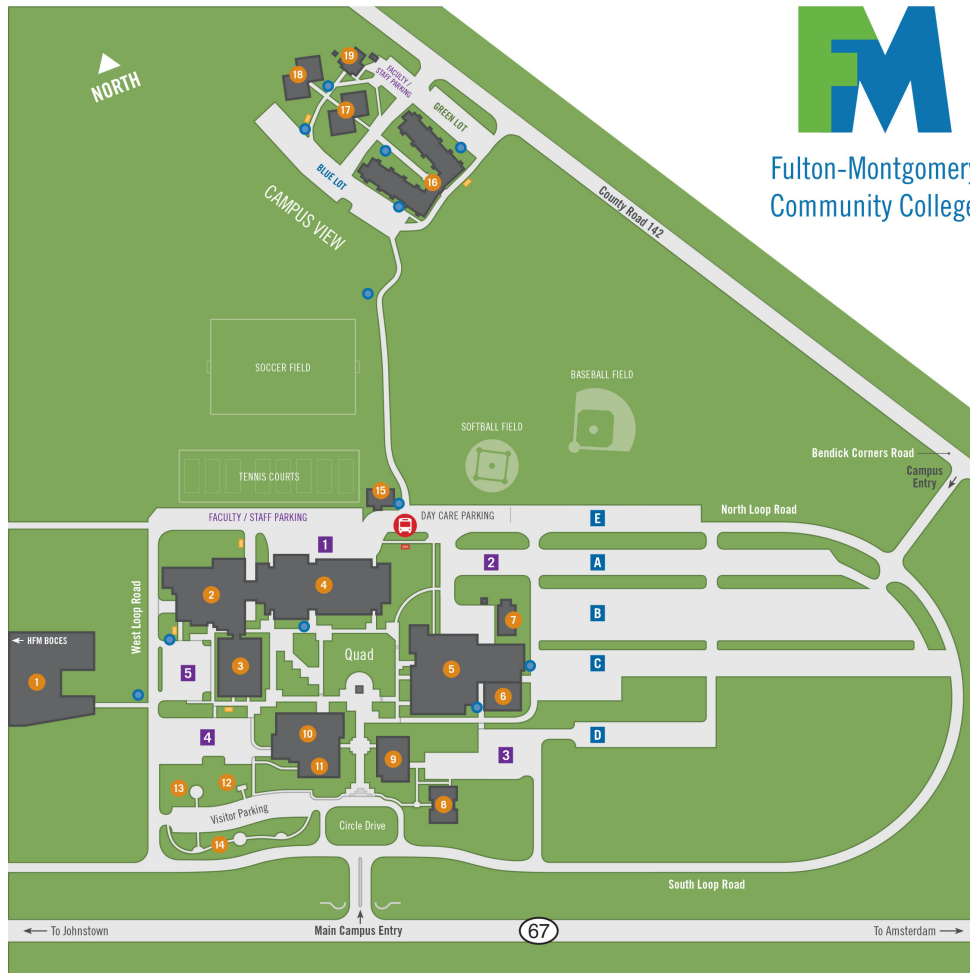 NORTH
FM
Fulton-Montgomery
Community College
19
18
17
16
FACULTY /
STAFF PARKING
GREEN LOT
BLUE LOT
CAMPUS VIEW
County Road 142
SOCCER FIELD
BASEBALL FIELD
SOFTBALL FIELD
TENNIS COURTS
Bendick Corners Road
Campus
Entry
15
FACULTY / STAFF PARKING
DAY CARE PARKING
E
North Loop Road
1
2
A
West Loop Road
2
4
B
7
HFM BOCES
1
5
3
Quad
5
6
C
4
10
11
9
3
D
13
12
8
Visitor Parking
14
Circle Drive
South Loop Road
To Johnstown
Main Campus Entry
67
To Amsterdam